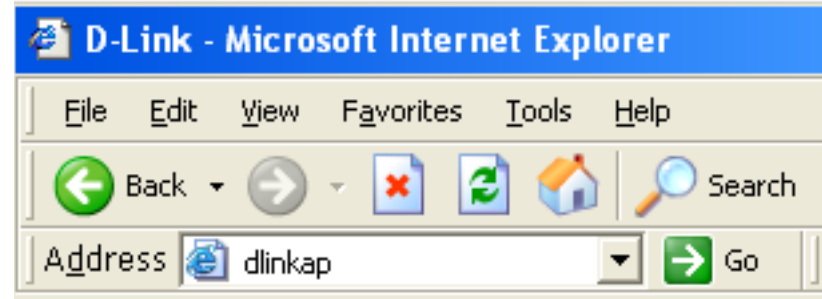 D-Link - Microsoft Internet Explorer
File Edit View Favorites Tools Help
Back Search
Address dlinkap Go